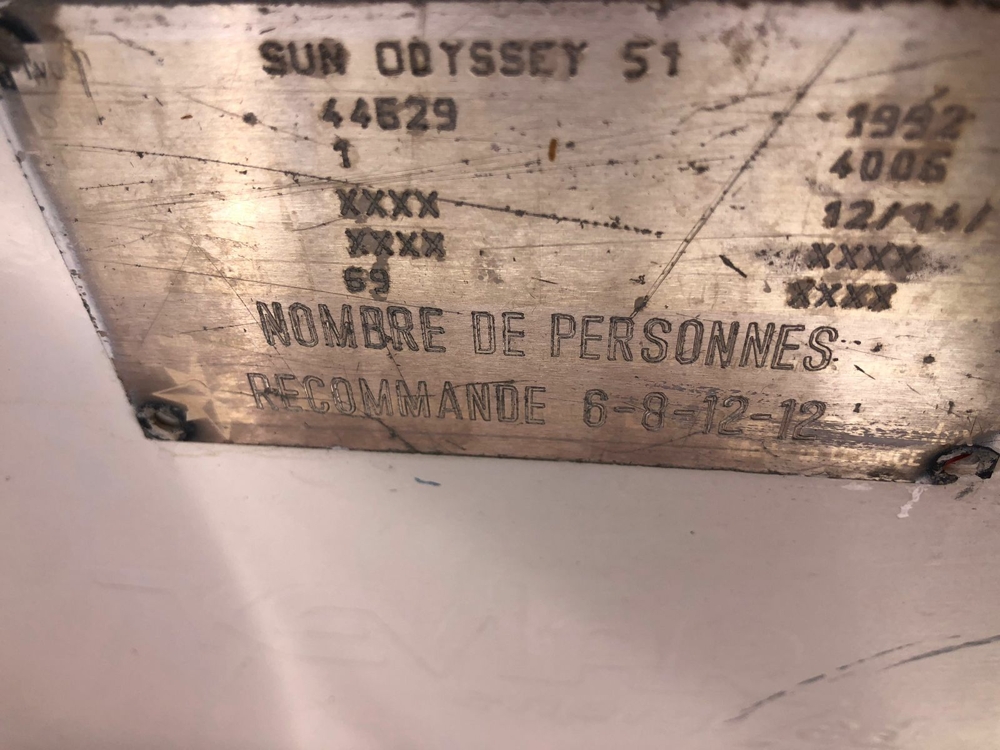 SUN ODYSSEY 51
44529 1992
1 4006
XXXX 12/14/
XXXX XXXX
69 XXXX
NOMBRE DE PERSONNES
RECOMMANDE 6-8-12-12